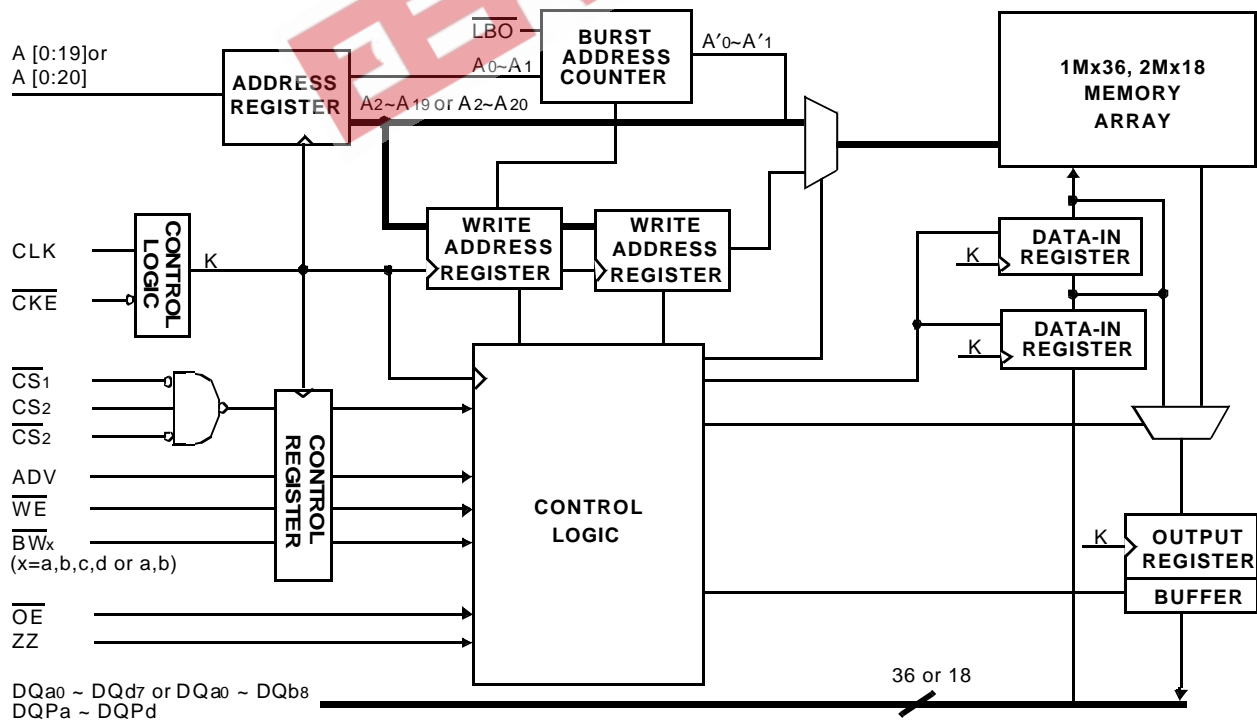 A [0:19]or
A [0:20]
ADDRESS
REGISTER
LBO
BURST
ADDRESS
COUNTER
A0~A1
A′0~A′1
A2~A19 or A2~A20
1Mx36, 2Mx18
MEMORY
ARRAY
CLK
CKE
CONTROL
LOGIC
K
WRITE
ADDRESS
REGISTER
WRITE
ADDRESS
REGISTER
K
DATA-IN
REGISTER
K
DATA-IN
REGISTER
CS1
CS2
CS2
ADV
WE
BWx
(x=a,b,c,d or a,b)
CONTROL
REGISTER
CONTROL
LOGIC
K
OUTPUT
REGISTER
BUFFER
OE
ZZ
DQa0 ~ DQd7 or DQa0 ~ DQb8
DQPa ~ DQPd
36 or 18